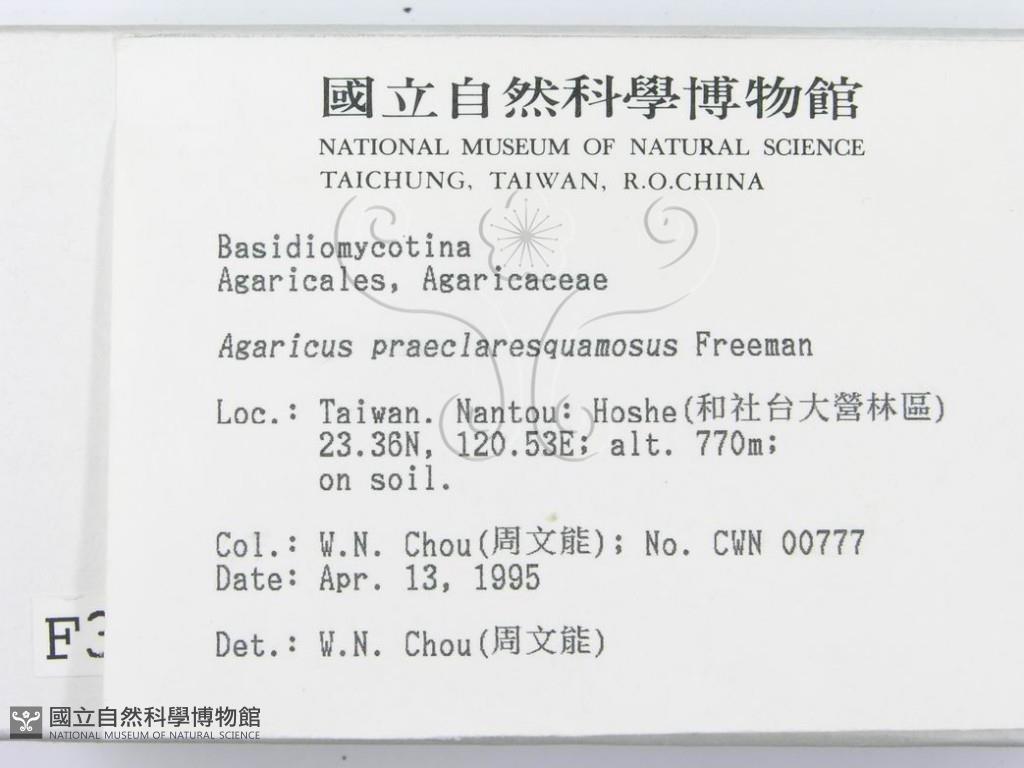 國立自然科學博物館
NATIONAL MUSEUM OF NATURAL SCIENCE
TAICHUNG, TAIWAN, R.O.CHINA
Basidiomycotina
Agaricales, Agaricaceae
Agaricus praeclaresquamosus Freeman
Loc.: Taiwan. Nantou: Hoshe(和社台大營林區)
23.36N, 120.53E; alt. 770m;
on soil.
Col.: W.N. Chou(周文能); No. CWN 00777
Date: Apr. 13, 1995
F3
Det.: W.N. Chou(周文能)
國立自然科學博物館
NATIONAL MUSEUM OF NATURAL SCIENCE